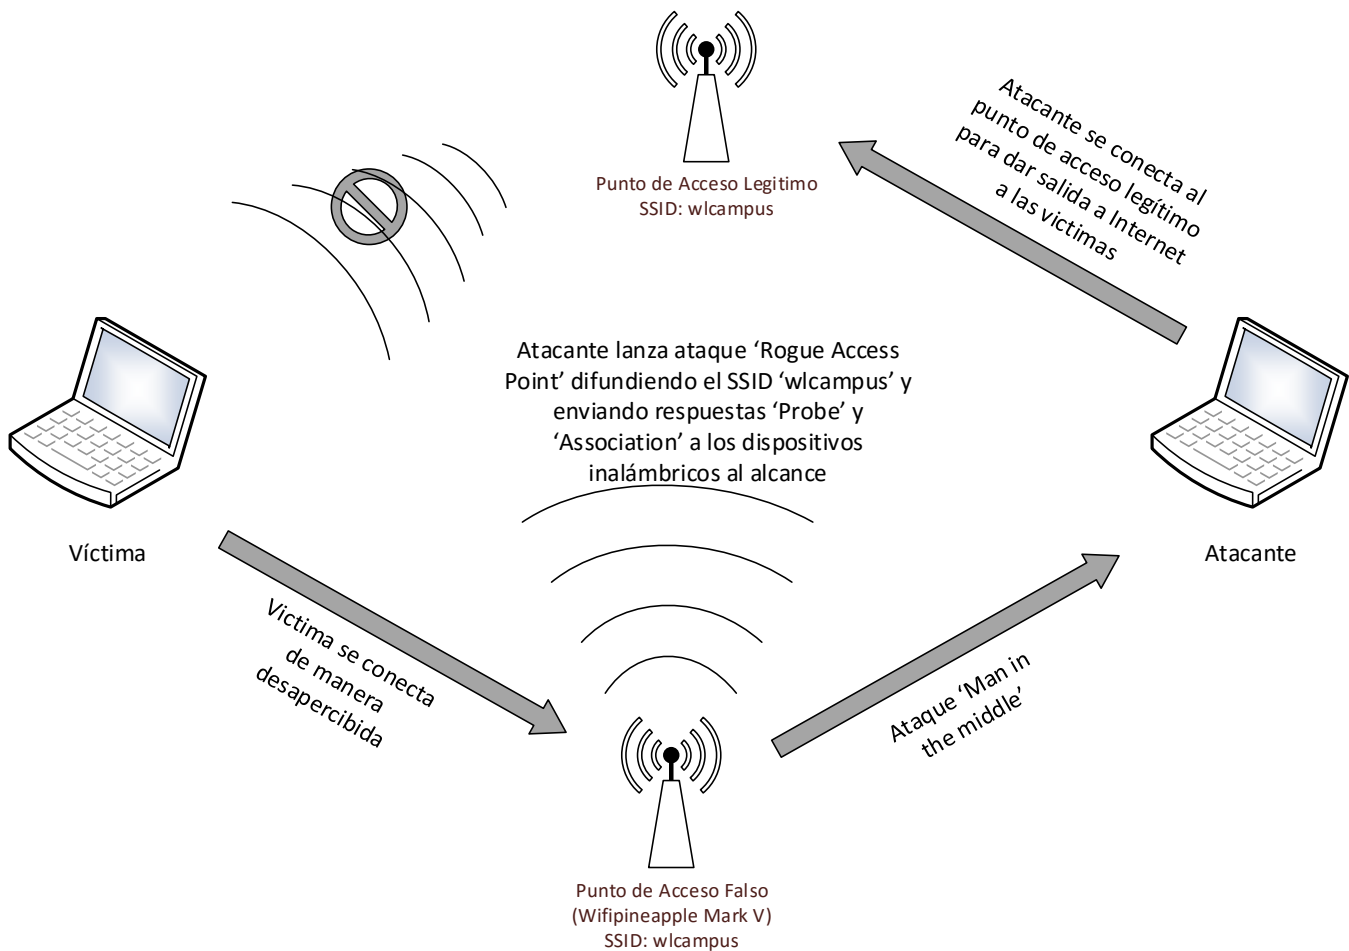 Punto de Acceso Legitimo
SSID: wlcampus
Atacante se conecta al
punto de acceso legítimo
para dar salida a Internet
a las victimas
Atacante lanza ataque ‘Rogue Access
Point’ difundiendo el SSID ‘wlcampus’ y
enviando respuestas ‘Probe’ y
‘Association’ a los dispositivos
inalámbricos al alcance
Víctima
Atacante
Victima se conecta
de manera
desapercibida
Ataque ‘Man in
the middle’
Punto de Acceso Falso
(Wifipineapple Mark V)
SSID: wlcampus